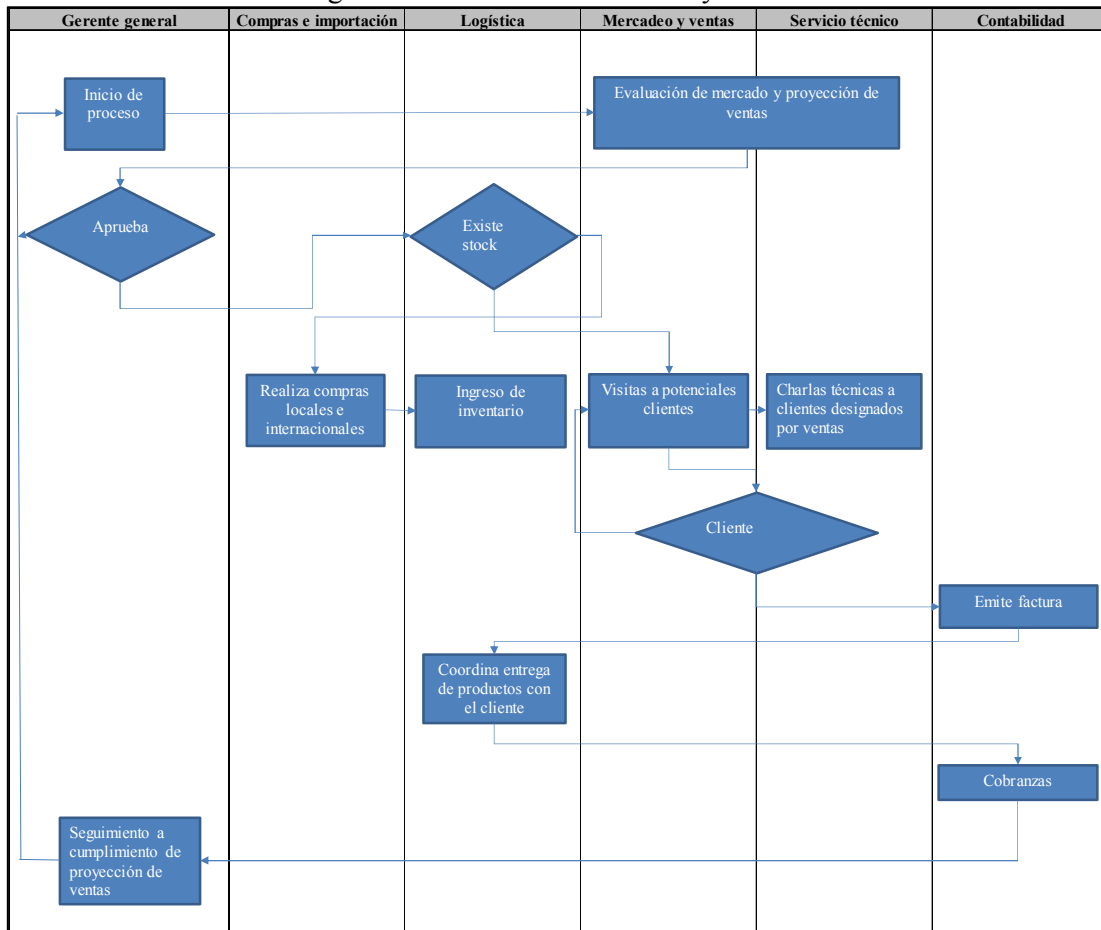 Gerente general
Compras e importación
Logística
Mercadeo y ventas
Servicio técnico
Contabilidad
Inicio de
proceso
Evaluación de mercado y proyección de
ventas
Aprueba
Existe
stock
Realiza compras
locales e
internacionales
Ingreso de
inventario
Visitas a potenciales
clientes
Charlas técnicas a
clientes designados
por ventas
Cliente
Emite factura
Coordina entrega
de productos con
el cliente
Cobranzas
Seguimiento a
cumplimiento de
proyección de
ventas